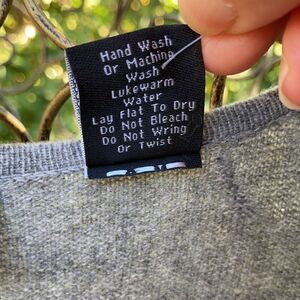 Hand Wash
Or Machine
Wash
Lukewarm
Water
Lay Flat To Dry
Do Not Bleach
Do Not Wring
Or Twist